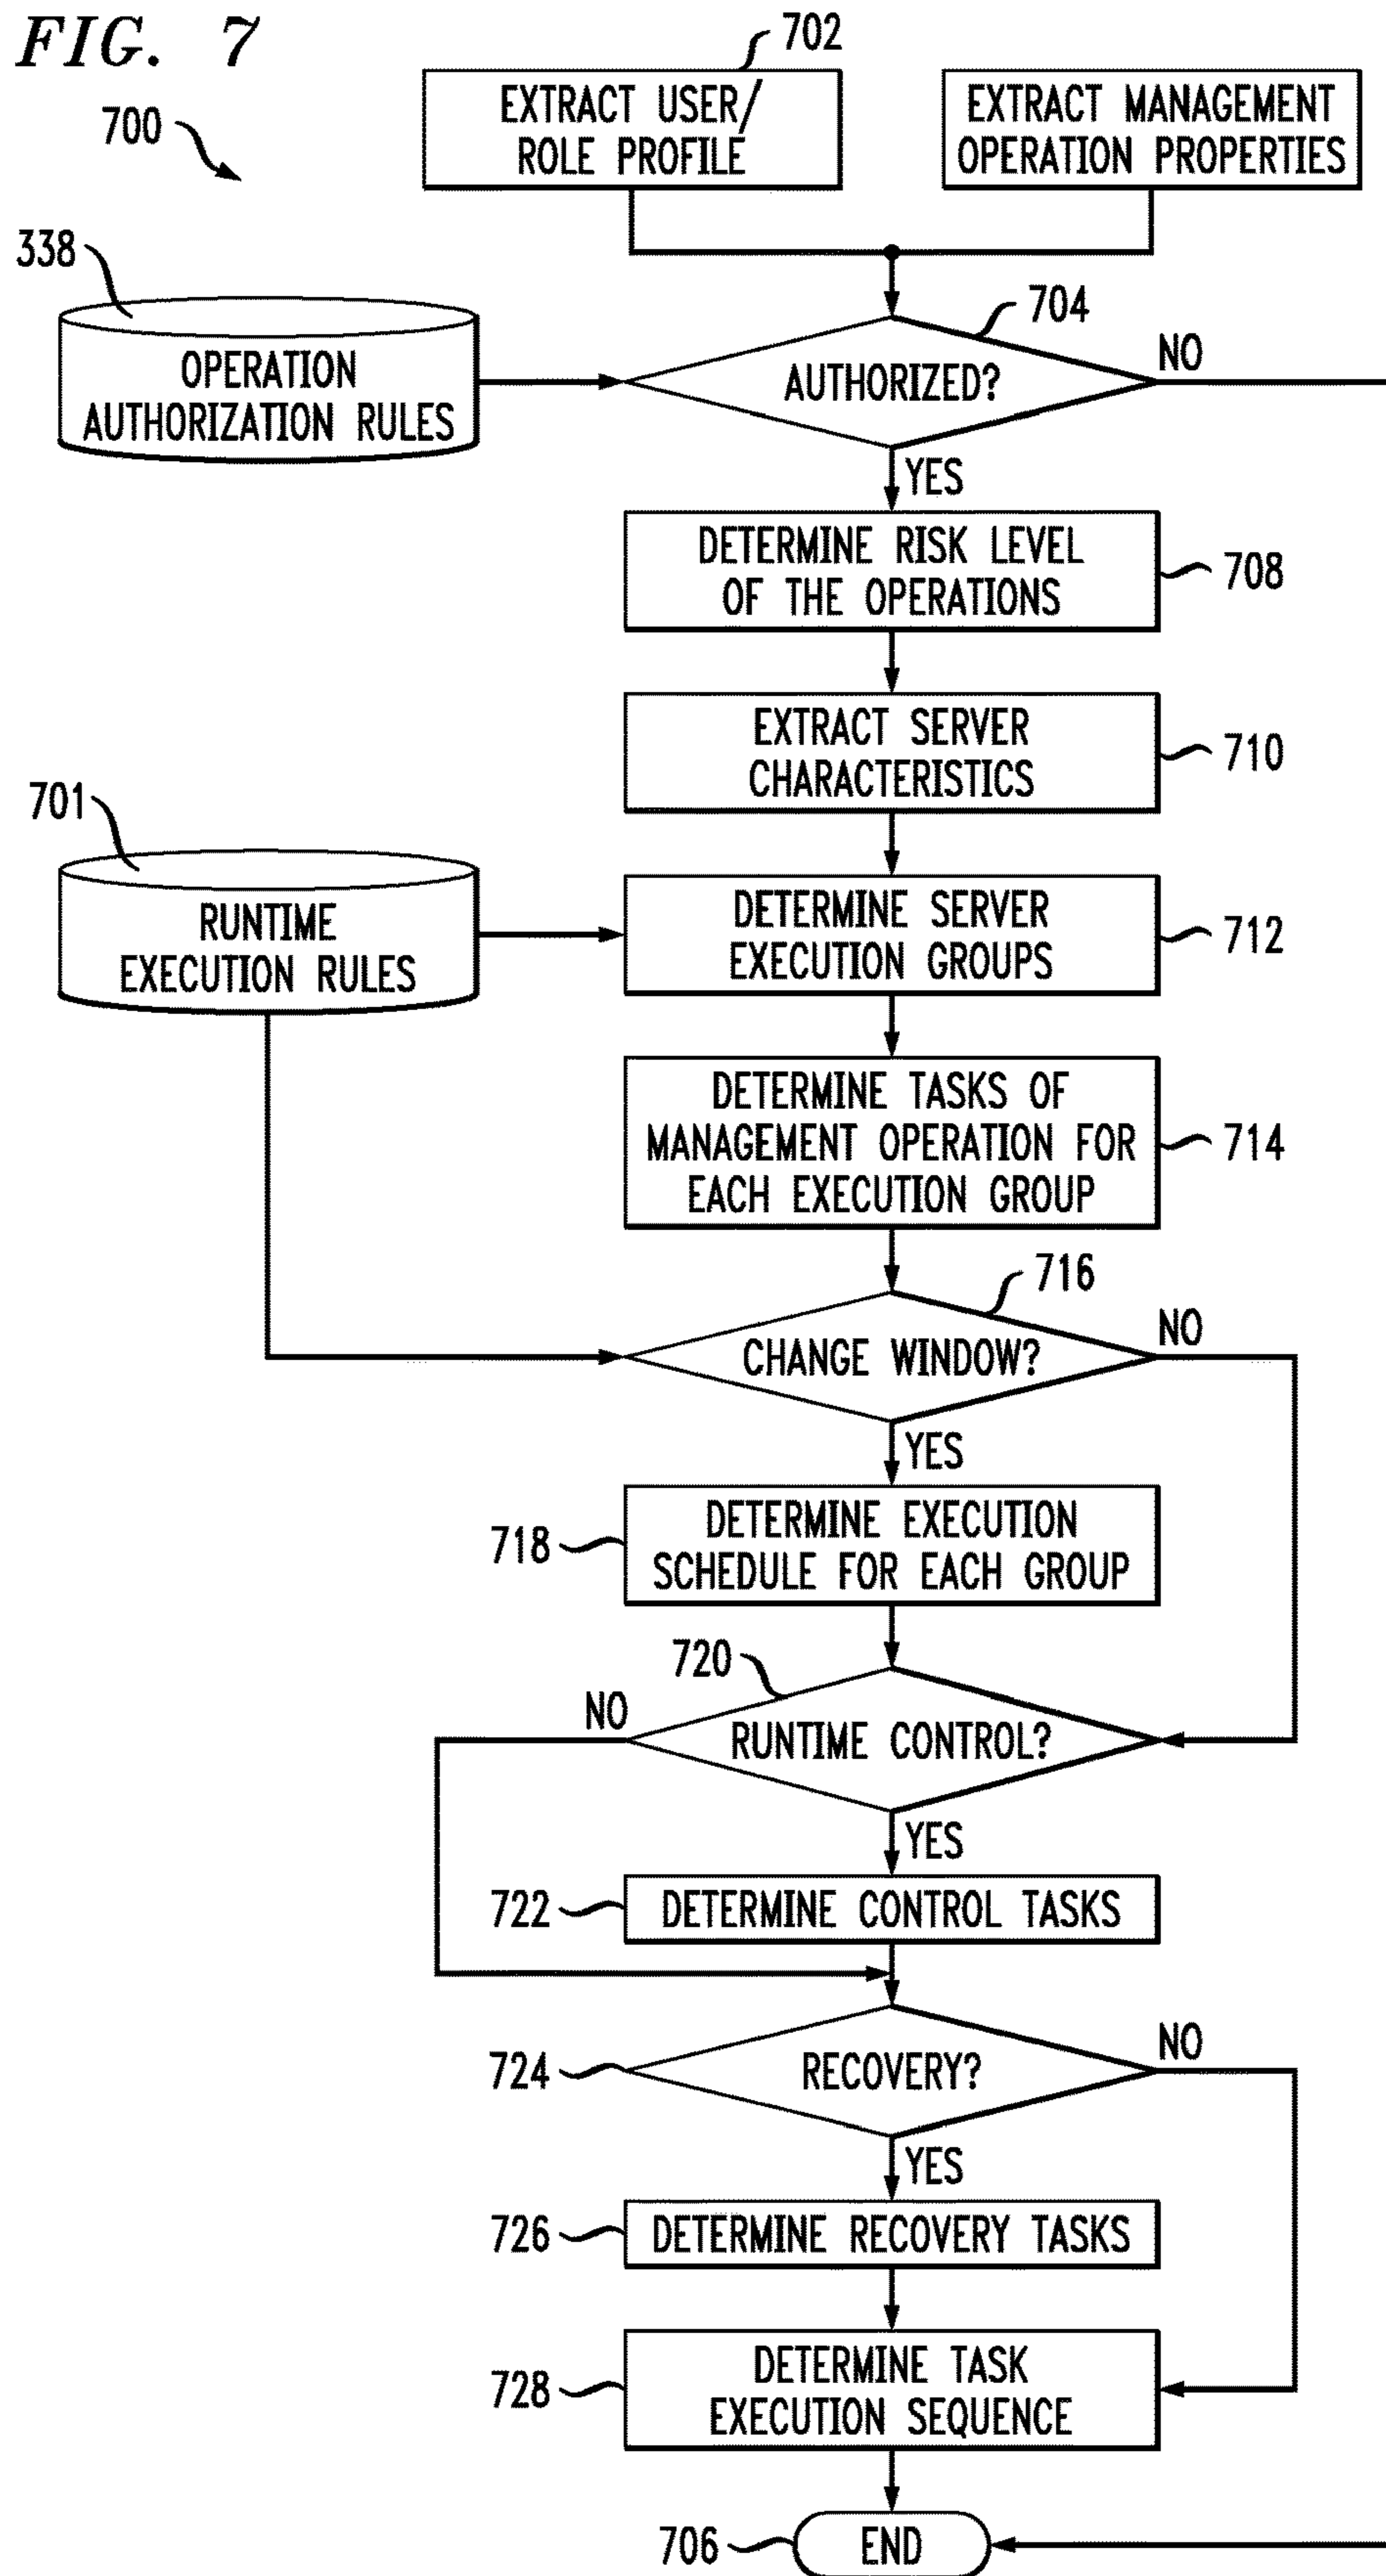 FIG. 7
700
702
EXTRACT USER/
ROLE PROFILE
EXTRACT MANAGEMENT
OPERATION PROPERTIES
338
OPERATION
AUTHORIZATION RULES
704
AUTHORIZED?
NO
YES
DETERMINE RISK LEVEL
OF THE OPERATIONS
708
EXTRACT SERVER
CHARACTERISTICS
710
701
RUNTIME
EXECUTION RULES
DETERMINE SERVER
EXECUTION GROUPS
712
DETERMINE TASKS OF
MANAGEMENT OPERATION FOR
EACH EXECUTION GROUP
714
716
CHANGE WINDOW?
NO
YES
718
DETERMINE EXECUTION
SCHEDULE FOR EACH GROUP
720
NO
RUNTIME CONTROL?
YES
722
DETERMINE CONTROL TASKS
724
RECOVERY?
NO
YES
726
DETERMINE RECOVERY TASKS
728
DETERMINE TASK
EXECUTION SEQUENCE
706
END